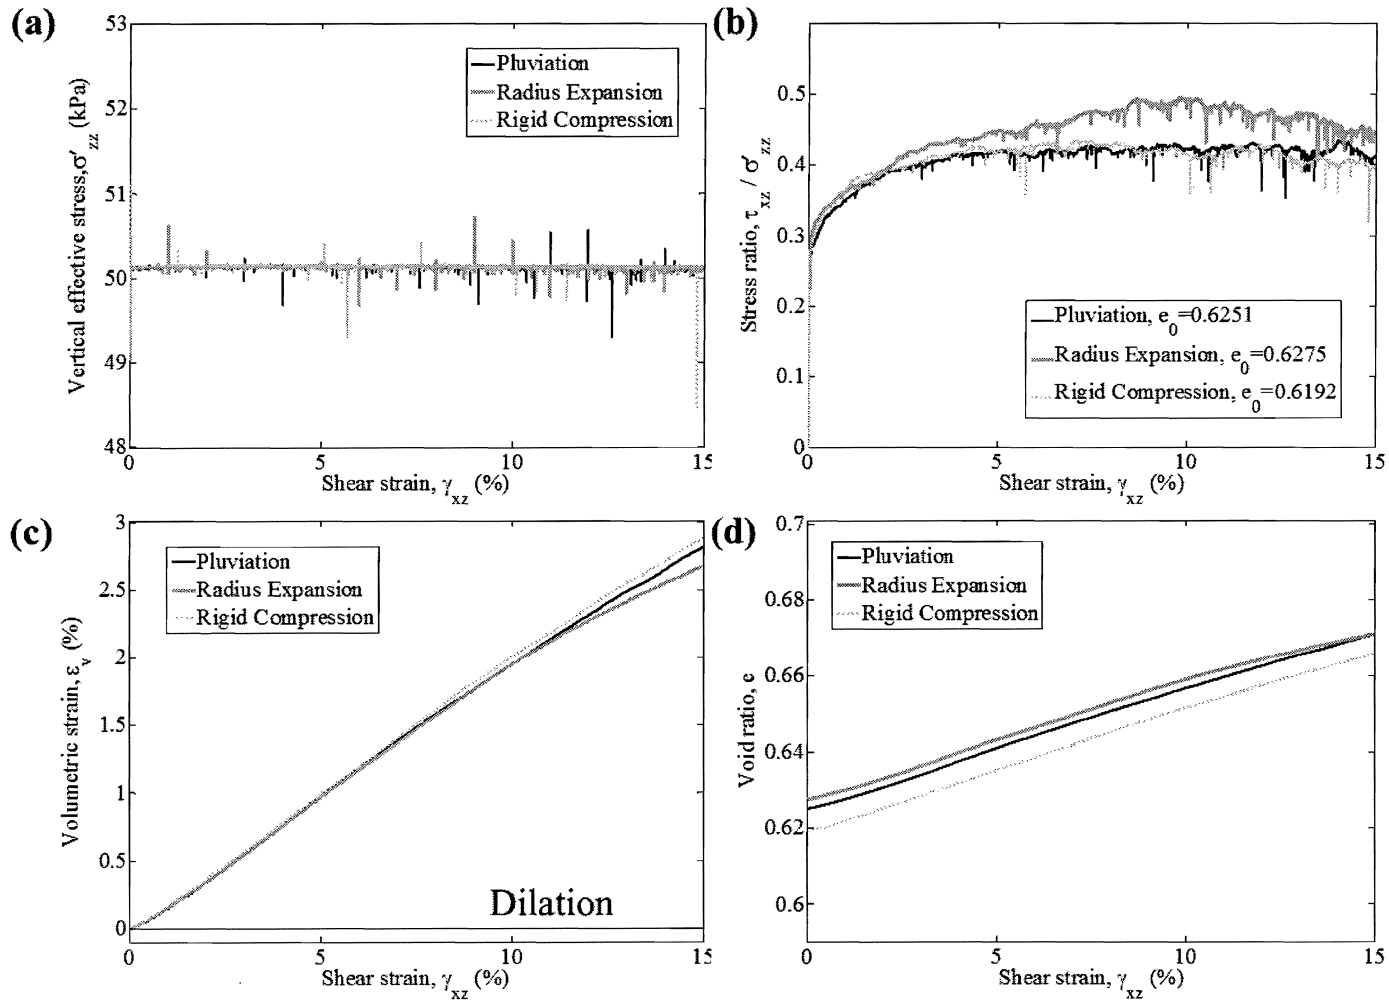 (a)
53
52
51
50
49
48
Vertical effective stress,σ′zz (kPa)
Pluviation
Radius Expansion
Rigid Compression
0
5
10
15
Shear strain, γxz (%)
(b)
0.5
0.4
0.3
0.2
0.1
0
Stress ratio, τxz / σ′zz
Pluviation, e0=0.6251
Radius Expansion, e0=0.6275
Rigid Compression, e0=0.6192
0
5
10
15
Shear strain, γxz (%)
(c)
3
2.5
2
1.5
1
0.5
0
Volumetric strain, εv (%)
Pluviation
Radius Expansion
Rigid Compression
Dilation
0
5
10
15
Shear strain, γxz (%)
(d)
0.7
0.68
0.66
0.64
0.62
0.6
Void ratio, e
Pluviation
Radius Expansion
Rigid Compression
0
5
10
15
Shear strain, γxz (%)